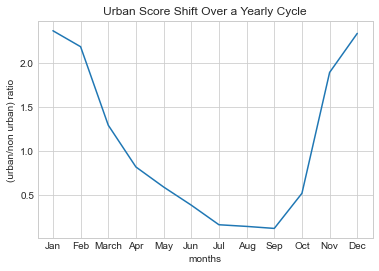 Urban Score Shift Over a Yearly Cycle
(urban/non urban) ratio
2.0
1.5
1.0
0.5
Jan Feb March Apr May Jun Jul Aug Sep Oct Nov Dec
months